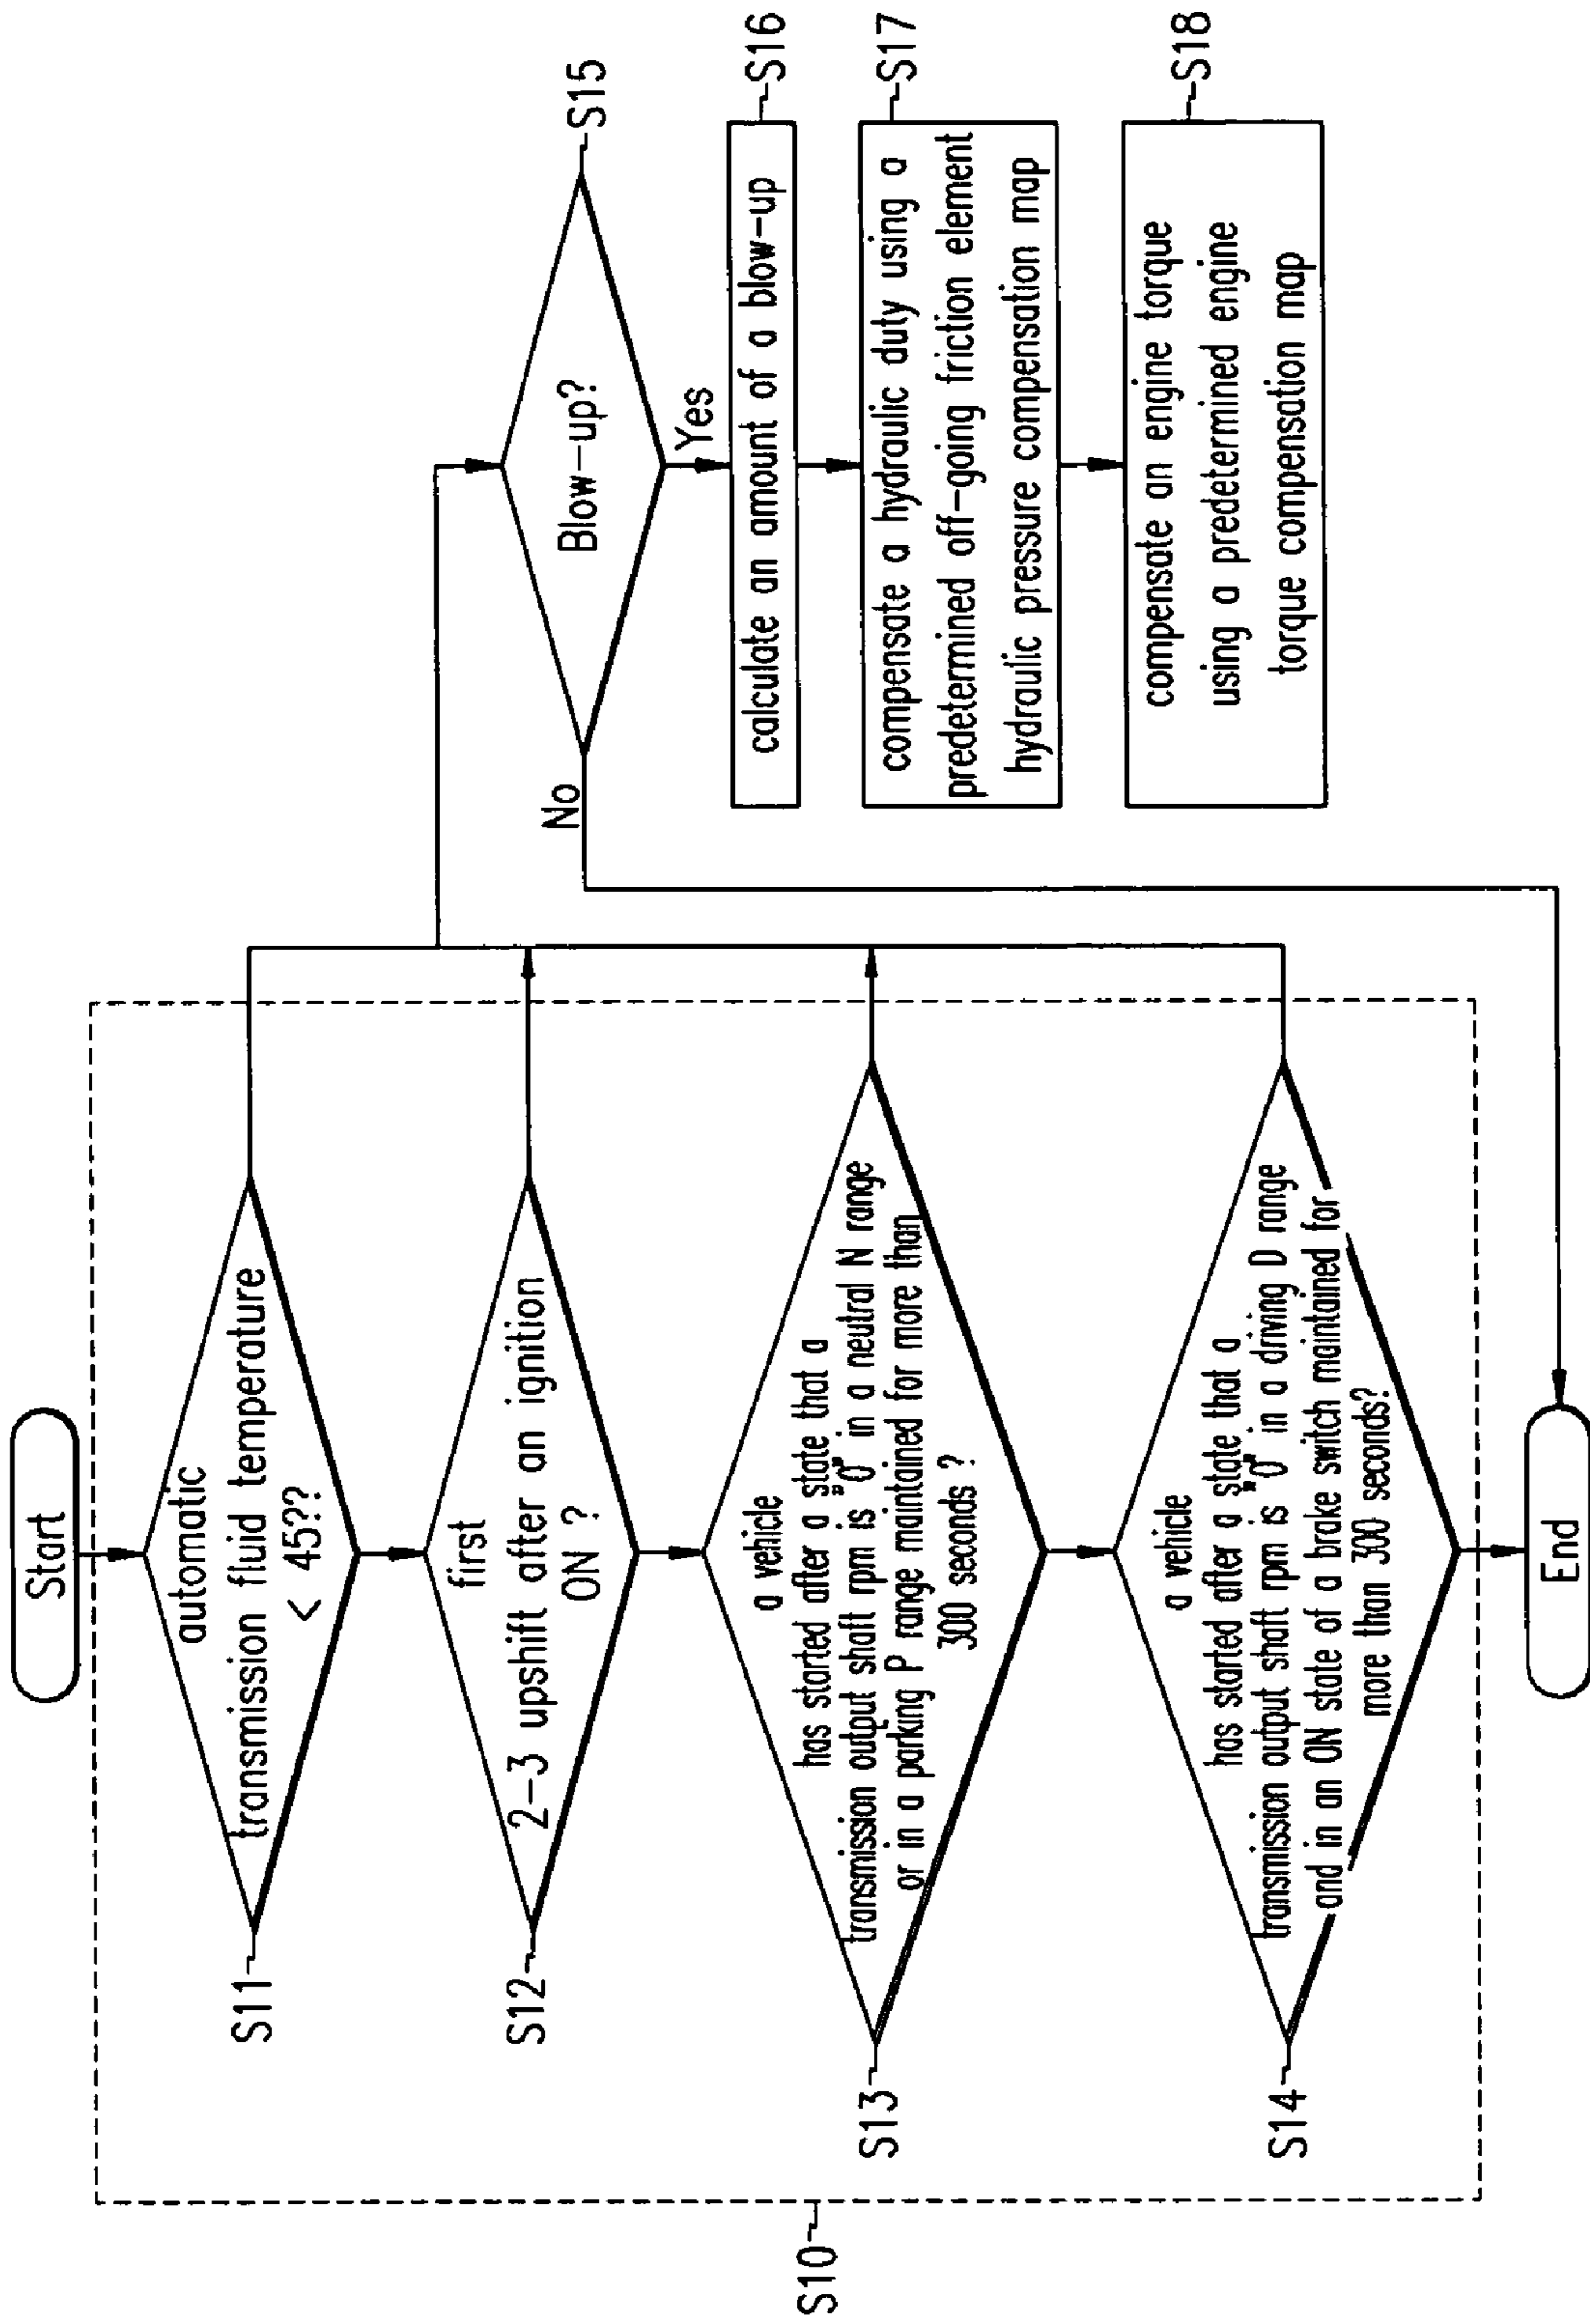 Start
automatic
transmission fluid temperature
< 45??
S11
first
2-3 upshift after an ignition
ON ?
S12
a vehicle
has started after a state that a
transmission output shaft rpm is "0" in a neutral N range
or in a parking P range maintained for more than
300 seconds ?
S13
a vehicle
has started after a state that a
transmission output shaft rpm is "0" in a driving D range
and in an ON state of a brake switch maintained for
more than 300 seconds?
S14
S10
End
Blow-up?
S15
No
Yes
calculate an amount of a blow-up
S16
compensate a hydraulic duty using a
predetermined off-going friction element
hydraulic pressure compensation map
S17
compensate an engine torque
using a predetermined engine
torque compensation map
S18